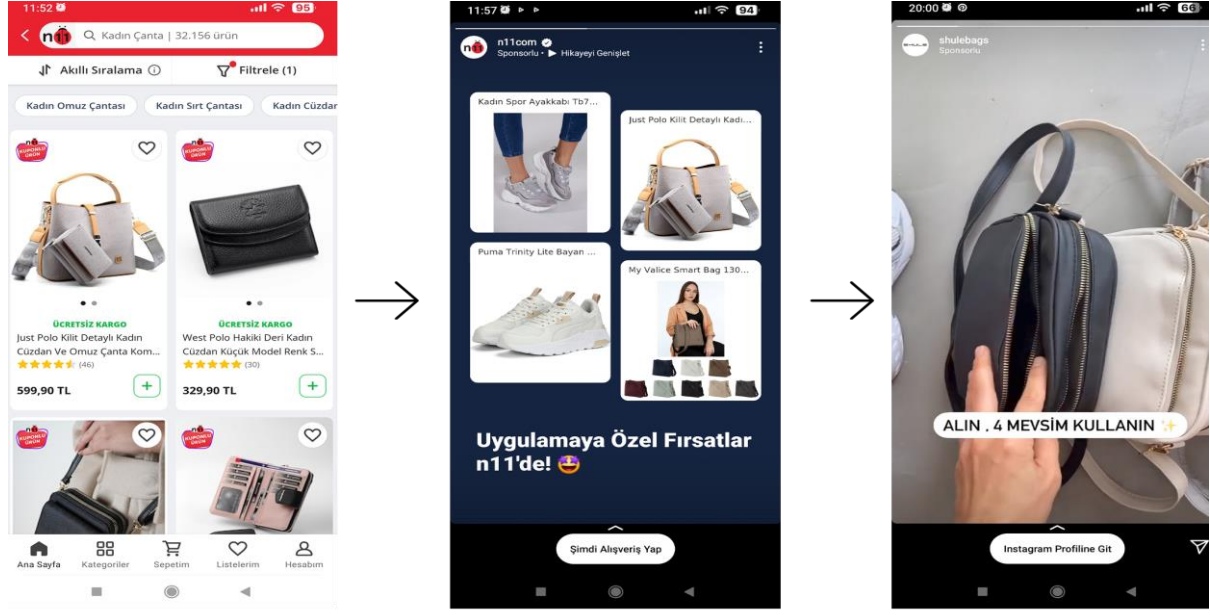 11:52
95
n11
Kadın Çanta | 32.156 ürün
Akıllı Sıralama
Filtrele (1)
Kadın Omuz Çantası
Kadın Sırt Çantası
Kadın Cüzdar
KUPONLU
ÜRÜN
KUPONLU
ÜRÜN
ÜCRETSİZ KARGO
Just Polo Kilit Detaylı Kadın
Cüzdan Ve Omuz Çanta Kom...
(46)
599,90 TL
+
ÜCRETSİZ KARGO
West Polo Hakiki Deri Kadın
Cüzdan Küçük Model Renk S...
(30)
329,90 TL
+
KUPONLU
ÜRÜN
KUPONLU
ÜRÜN
Ana Sayfa
Kategoriler
Sepetim
Listelerim
Hesabım
11:57
94
n11
n11com
Sponsorlu • Hikayeyi Genişlet
Kadın Spor Ayakkabı Tb7...
Just Polo Kilit Detaylı Kadı...
Puma Trinity Lite Bayan ...
My Valice Smart Bag 130...
Uygulamaya Özel Fırsatlar
n11'de!
Şimdi Alışveriş Yap
20:00
66
SHULE
shulebags
Sponsorlu
ALIN , 4 MEVSİM KULLANIN
Instagram Profiline Git